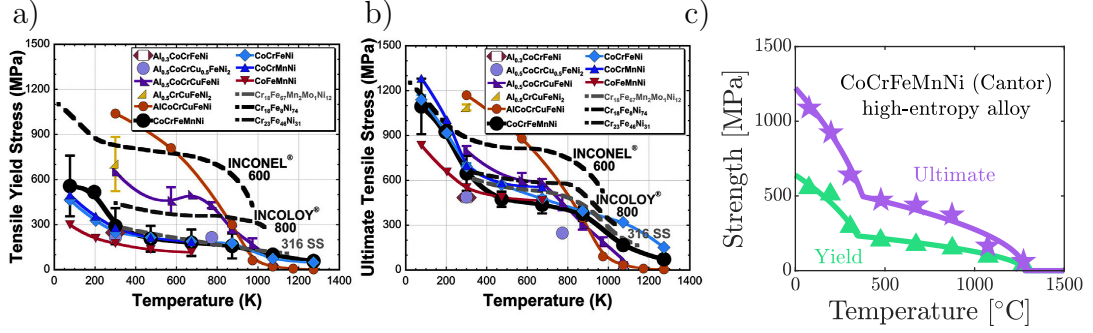 a)
Tensile Yield Stress (MPa)
1500
1200
900
600
300
0
Al0.3CoCrFeNi
Al0.5CoCrCu0.5FeNi2
Al0.5CoCrCuFeNi
Al0.5CrCuFeNi2
AlCoCrCuFeNi
CoCrFeMnNi
CoCrFeNi
CoCrMnNi
CoFeMnNi
Cr18Fe67Mn2Mo1Ni12
Cr18Fe8Ni74
Cr23Fe46Ni31
INCONEL®
600
INCOLOY®
800
316 SS
0 200 400 600 800 1000 1200 1400
Temperature (K)
b)
Ultimate Tensile Stress (MPa)
1500
1200
900
600
300
0
Al0.3CoCrFeNi
Al0.5CoCrCu0.5FeNi2
Al0.5CoCrCuFeNi
Al0.5CrCuFeNi2
AlCoCrCuFeNi
CoCrFeMnNi
CoCrFeNi
CoCrMnNi
CoFeMnNi
Cr18Fe67Mn2Mo1Ni12
Cr18Fe8Ni74
Cr23Fe46Ni31
INCONEL®
600
INCOLOY®
800
316 SS
0 200 400 600 800 1000 1200 1400
Temperature (K)
c)
Strength [MPa]
1500
1000
500
0
CoCrFeMnNi (Cantor)
high-entropy alloy
Ultimate
Yield
0 500 1000 1500
Temperature [°C]